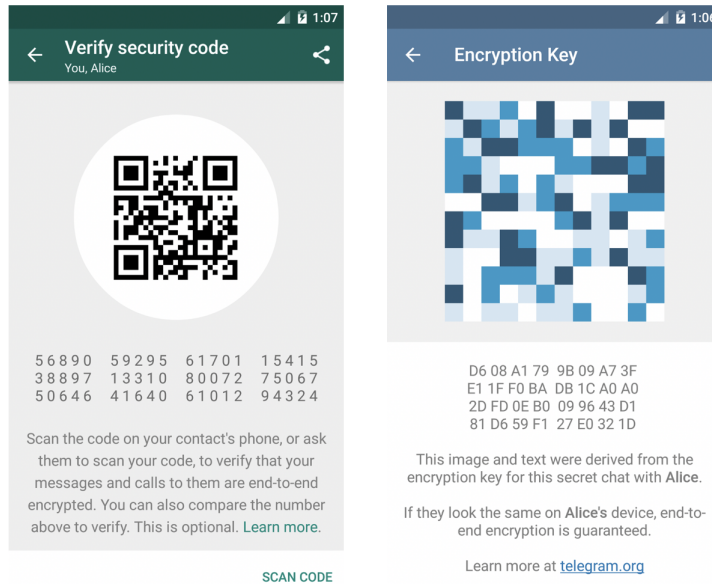 1:07
Verify security code
You, Alice
56890 59295 61701 15415
38897 13310 80072 75067
50646 41640 61012 94324
Scan the code on your contact's phone, or ask
them to scan your code, to verify that your
messages and calls to them are end-to-end
encrypted. You can also compare the number
above to verify. This is optional. Learn more.
SCAN CODE
1:06
Encryption Key
D6 08 A1 79 9B 09 A7 3F
E1 1F F0 BA DB 1C A0 A0
2D FD 0E B0 09 96 43 D1
81 D6 59 F1 27 E0 32 1D
This image and text were derived from the
encryption key for this secret chat with Alice.
If they look the same on Alice's device, end-to-
end encryption is guaranteed.
Learn more at telegram.org